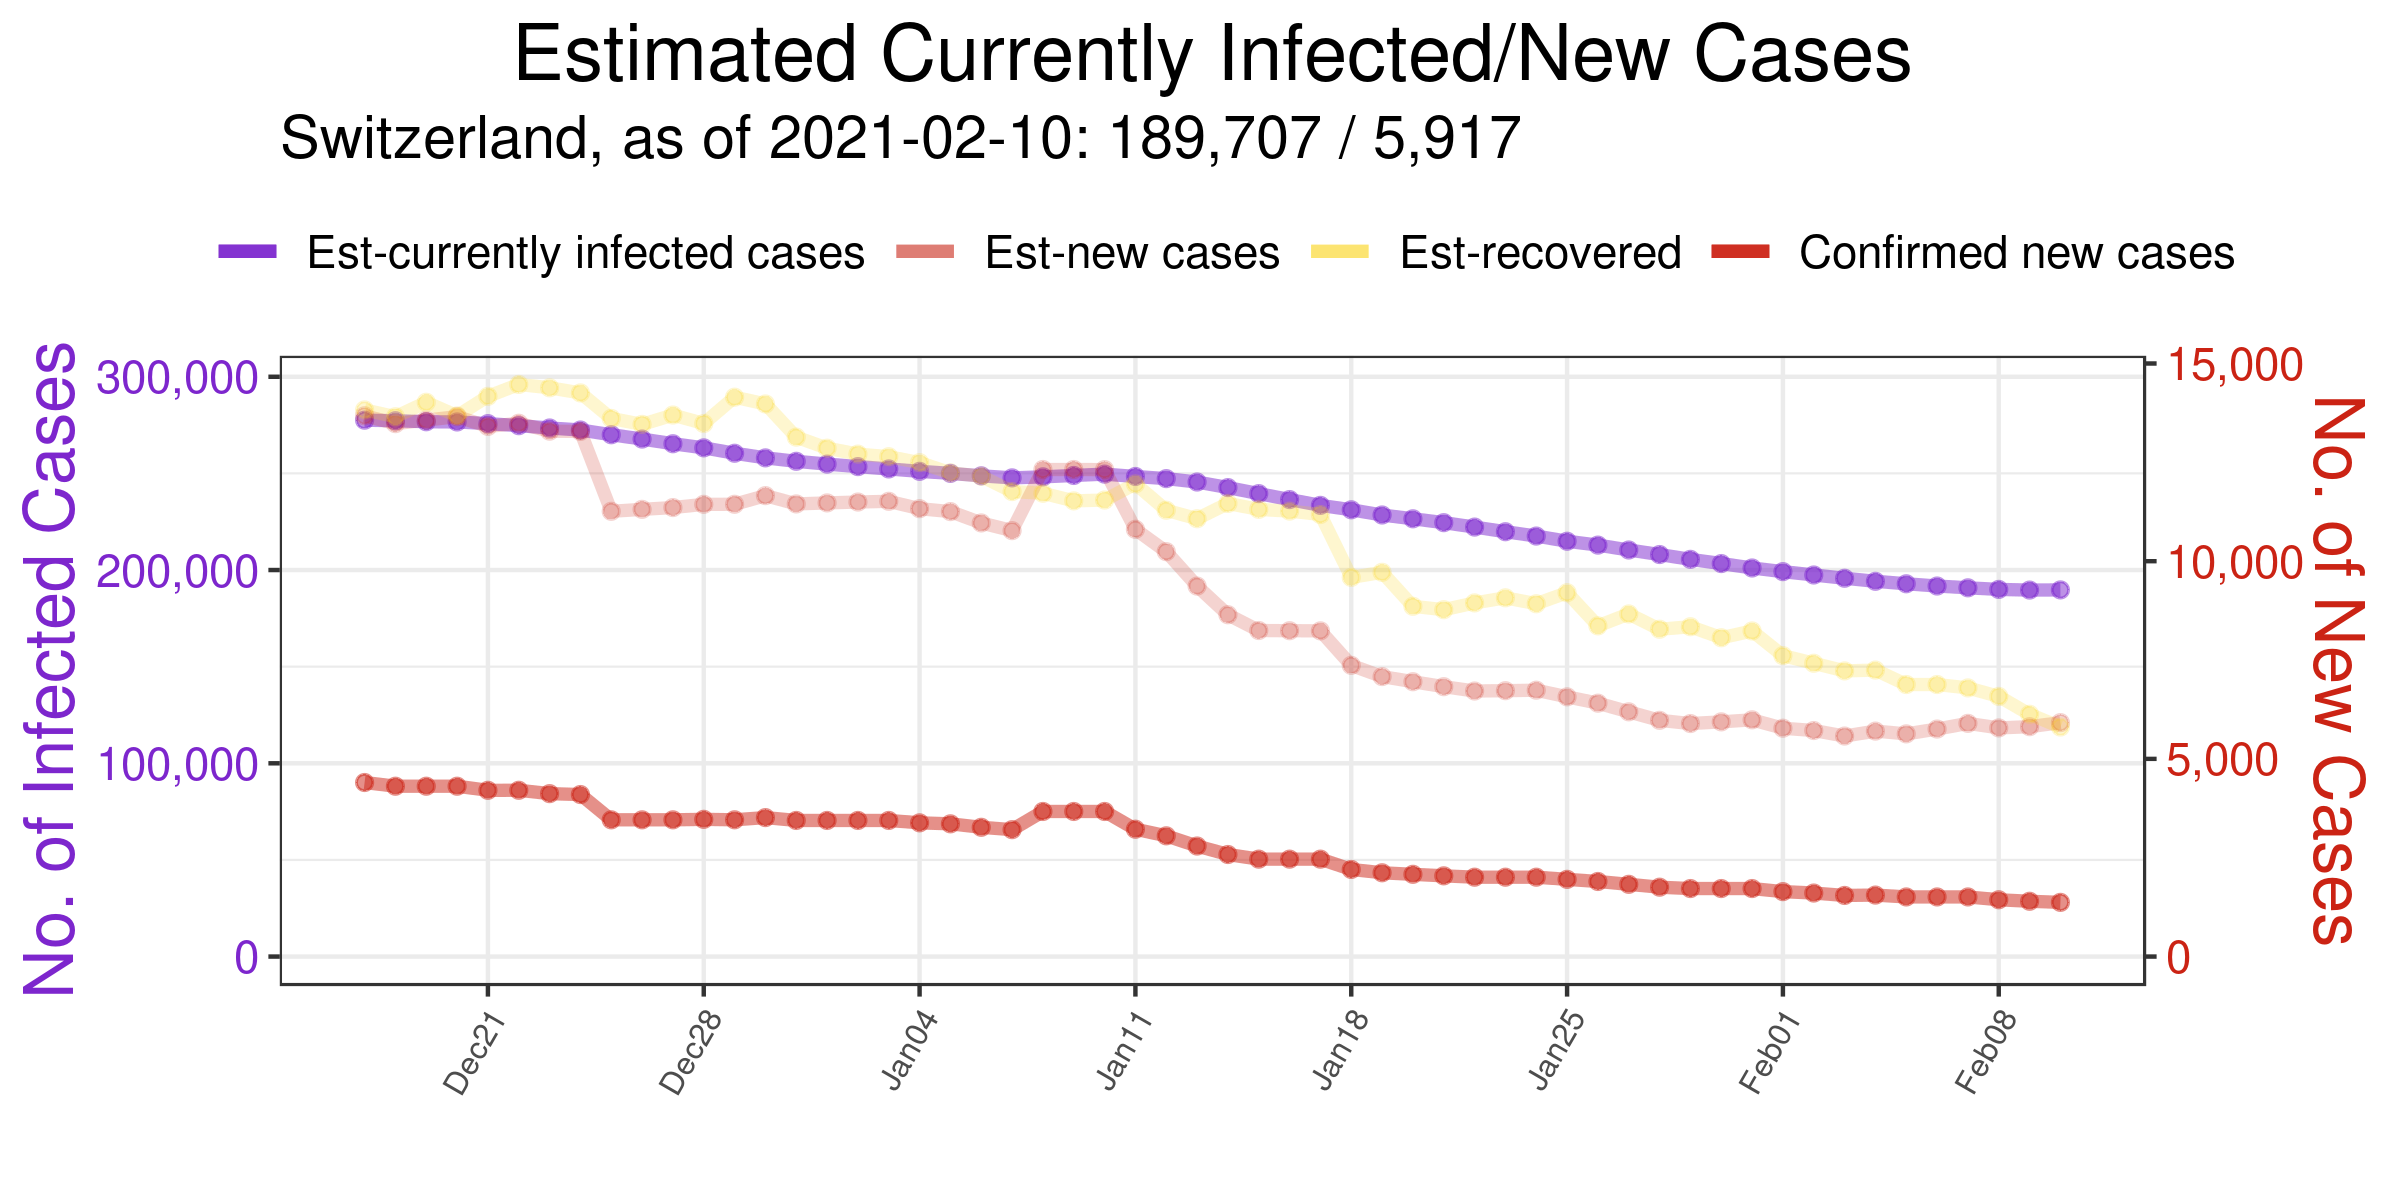 Estimated Currently Infected/New Cases
Switzerland, as of 2021-02-10: 189,707 / 5,917
Est-currently infected cases Est-new cases Est-recovered Confirmed new cases
No. of Infected Cases
300,000
200,000
100,000
0
15,000
10,000
5,000
0
No. of New Cases
Dec21 Dec28 Jan04 Jan11 Jan18 Jan25 Feb01 Feb08